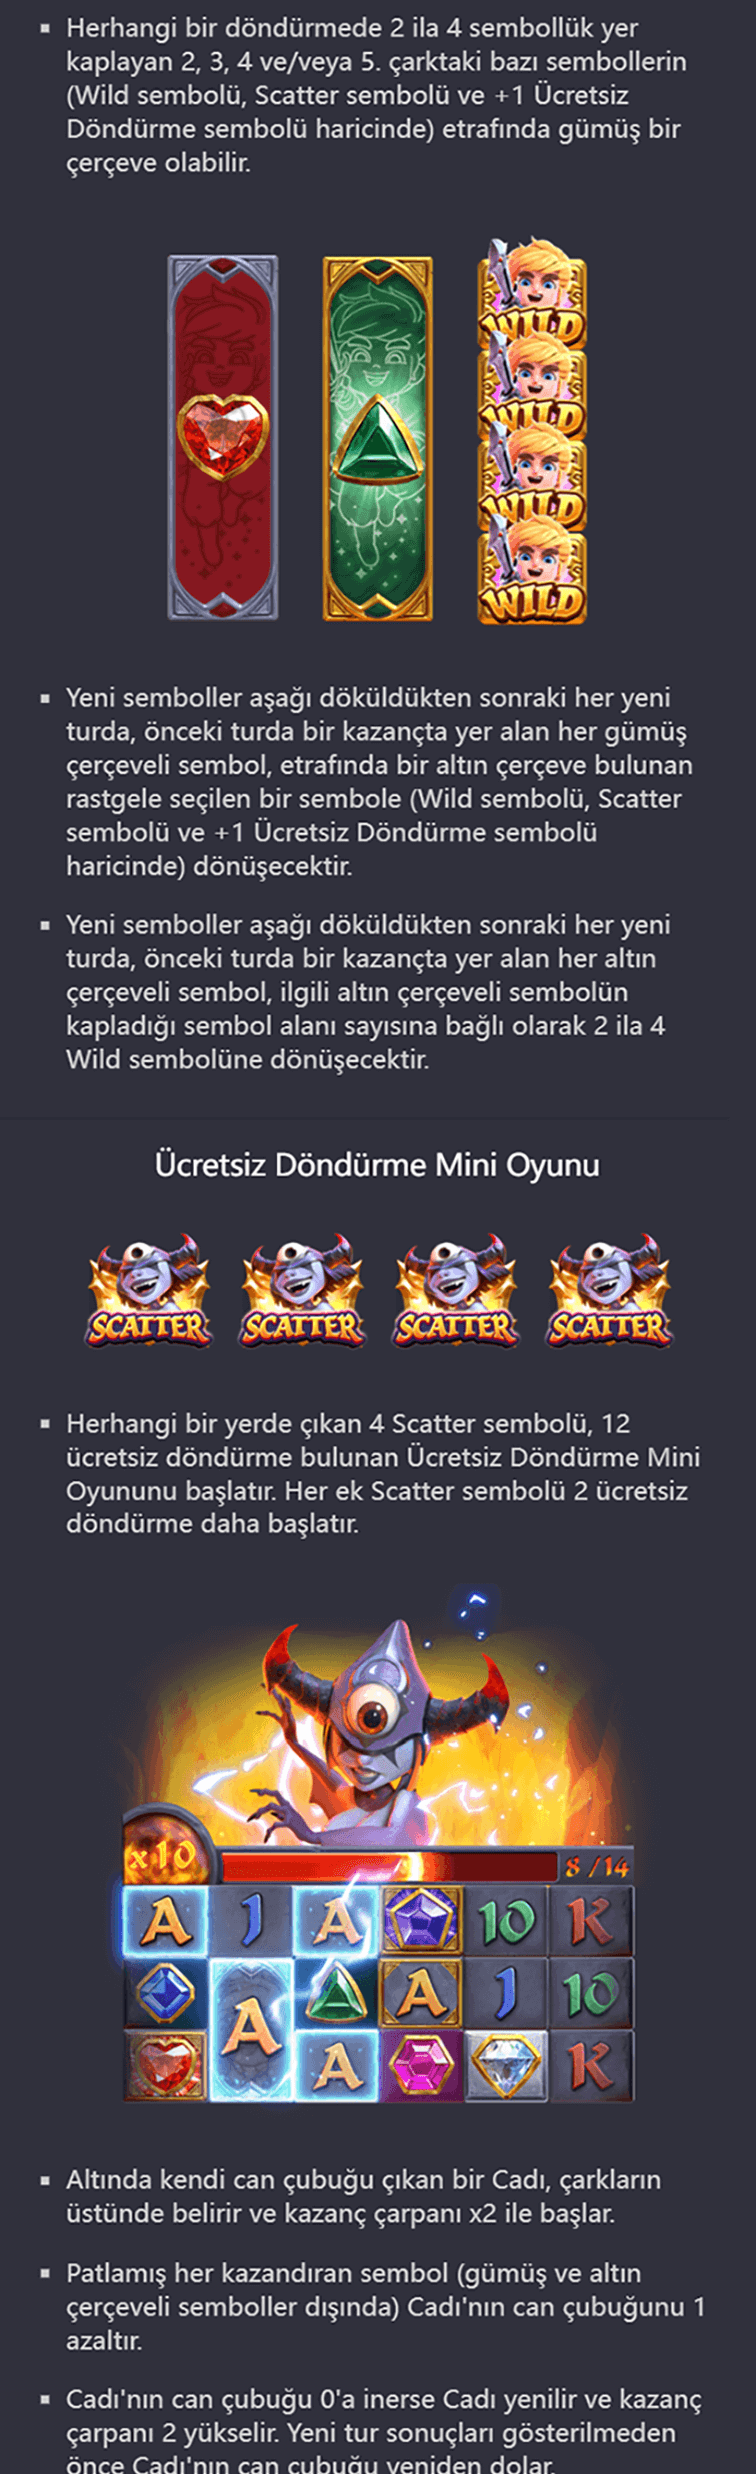 Herhangi bir döndürmede 2 ila 4 sembollük yer
kaplayan 2, 3, 4 ve/veya 5. çarktaki bazı sembollerin
(Wild sembolü, Scatter sembolü ve +1 Ücretsiz
Döndürme sembolü haricinde) etrafında gümüş bir
çerçeve olabilir.
WILD
WILD
WILD
WILD
Yeni semboller aşağı döküldükten sonraki her yeni
turda, önceki turda bir kazançta yer alan her gümüş
çerçeveli sembol, etrafında bir altın çerçeve bulunan
rastgele seçilen bir sembole (Wild sembolü, Scatter
sembolü ve +1 Ücretsiz Döndürme sembolü
haricinde) dönüşecektir.
Yeni semboller aşağı döküldükten sonraki her yeni
turda, önceki turda bir kazançta yer alan her altın
çerçeveli sembol, ilgili altın çerçeveli sembolün
kapladığı sembol alanı sayısına bağlı olarak 2 ila 4
Wild sembolüne dönüşecektir.
Ücretsiz Döndürme Mini Oyunu
SCATTER SCATTER SCATTER SCATTER
Herhangi bir yerde çıkan 4 Scatter sembolü, 12
ücretsiz döndürme bulunan Ücretsiz Döndürme Mini
Oyununu başlatır. Her ek Scatter sembolü 2 ücretsiz
döndürme daha başlatır.
x10 8/14
A J A 10 K
A A J 10
A K
Altında kendi can çubuğu çıkan bir Cadı, çarkların
üstünde belirir ve kazanç çarpanı x2 ile başlar.
Patlamış her kazandıran sembol (gümüş ve altın
çerçeveli semboller dışında) Cadı'nın can çubuğunu 1
azaltır.
Cadı'nın can çubuğu 0'a inerse Cadı yenilir ve kazanç
çarpanı 2 yükselir. Yeni tur sonuçları gösterilmeden
önce Cadı'nın can çubuğu yeniden dolar.